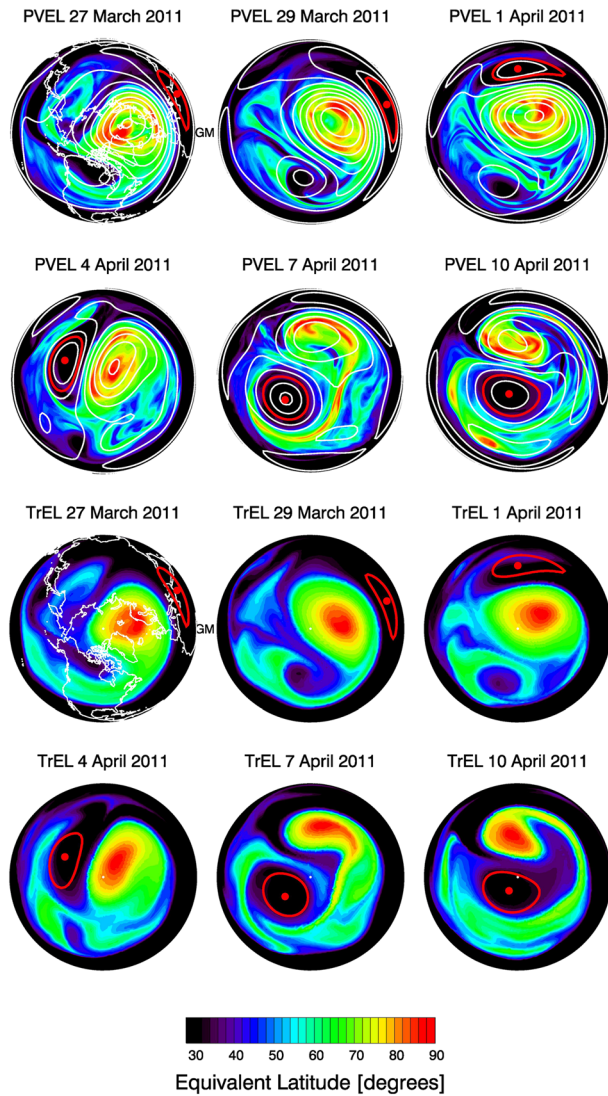 PVEL 27 March 2011 PVEL 29 March 2011 PVEL 1 April 2011
GM
PVEL 4 April 2011 PVEL 7 April 2011 PVEL 10 April 2011
TrEL 27 March 2011 TrEL 29 March 2011 TrEL 1 April 2011
GM
TrEL 4 April 2011 TrEL 7 April 2011 TrEL 10 April 2011
30 40 50 60 70 80 90
Equivalent Latitude [degrees]